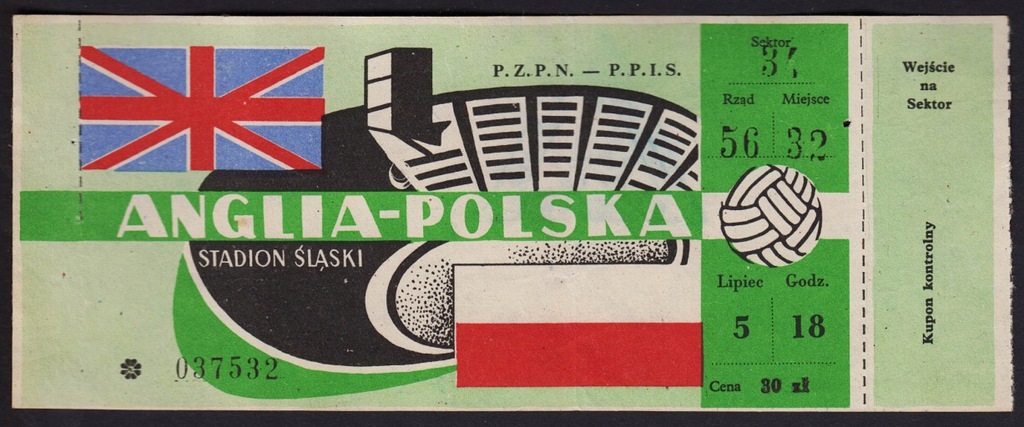 P.Z.P.N. — P.P.I.S.
ANGLIA-POLSKA
STADION ŚLĄSKI
037532
Sektor
34
Rząd Miejsce
56 32
Lipiec Godz.
5 18
Cena 30 zł
Wejście
na
Sektor
Kupon kontrolny